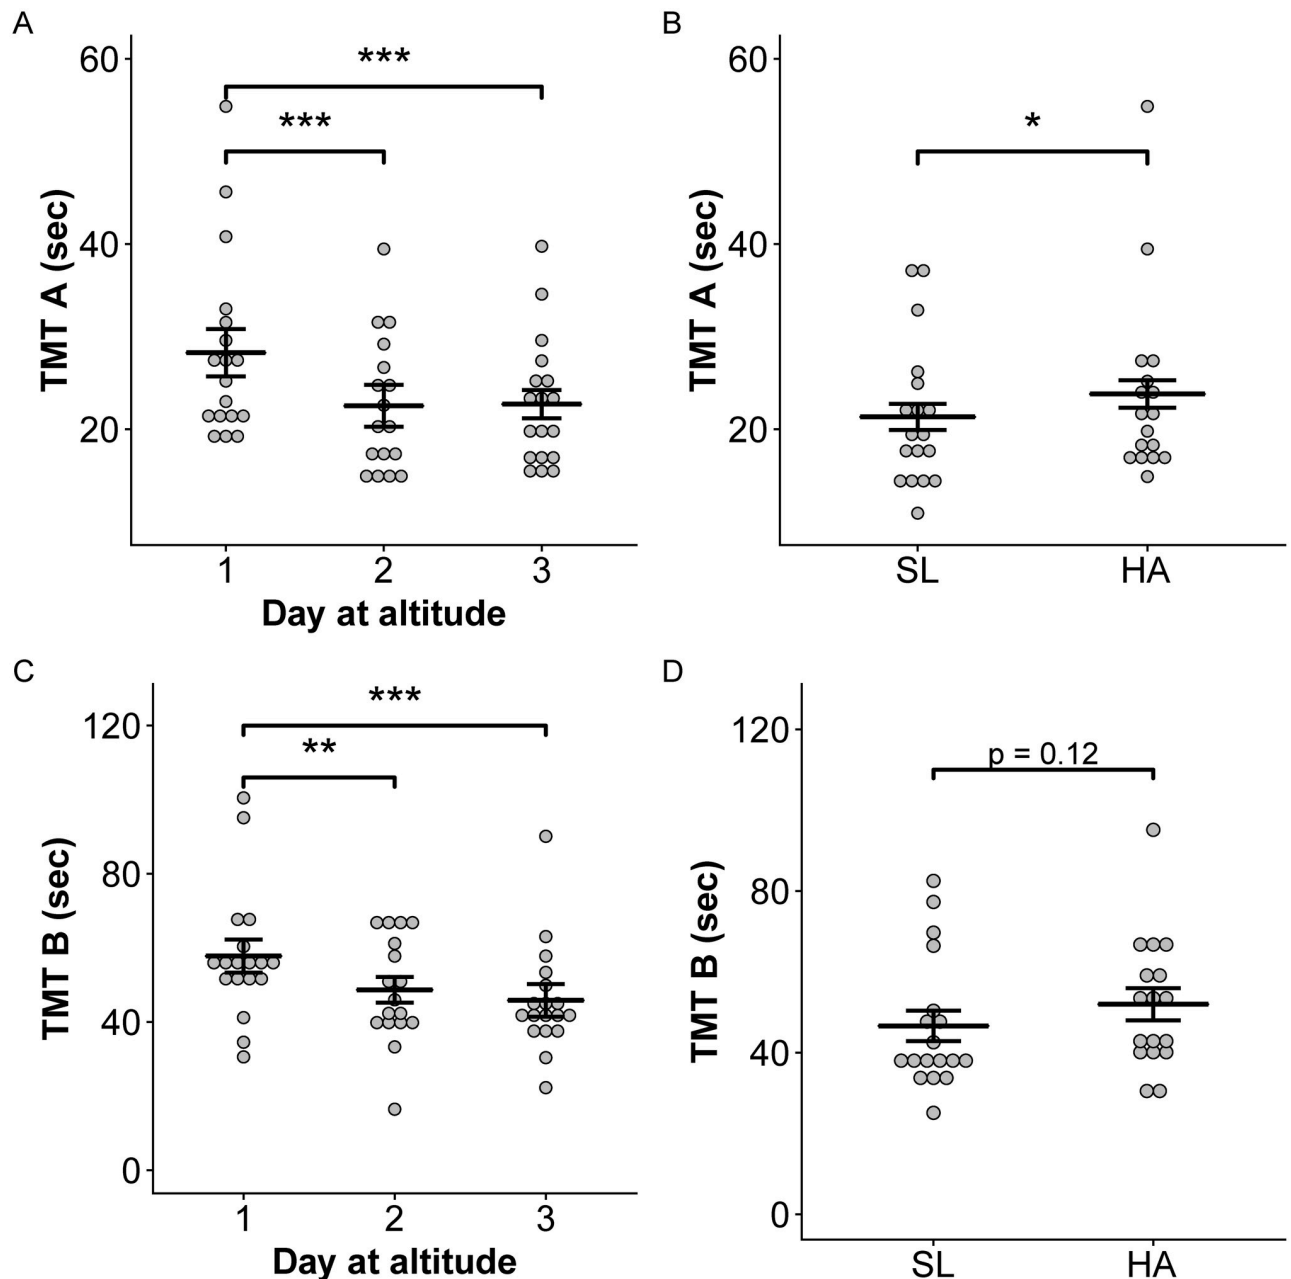 A
60
40
20
TMT A (sec)
***
***
1 2 3
Day at altitude
B
60
40
20
TMT A (sec)
*
SL HA
C
120
80
40
0
TMT B (sec)
***
**
1 2 3
Day at altitude
D
120
80
40
0
TMT B (sec)
p = 0.12
SL HA